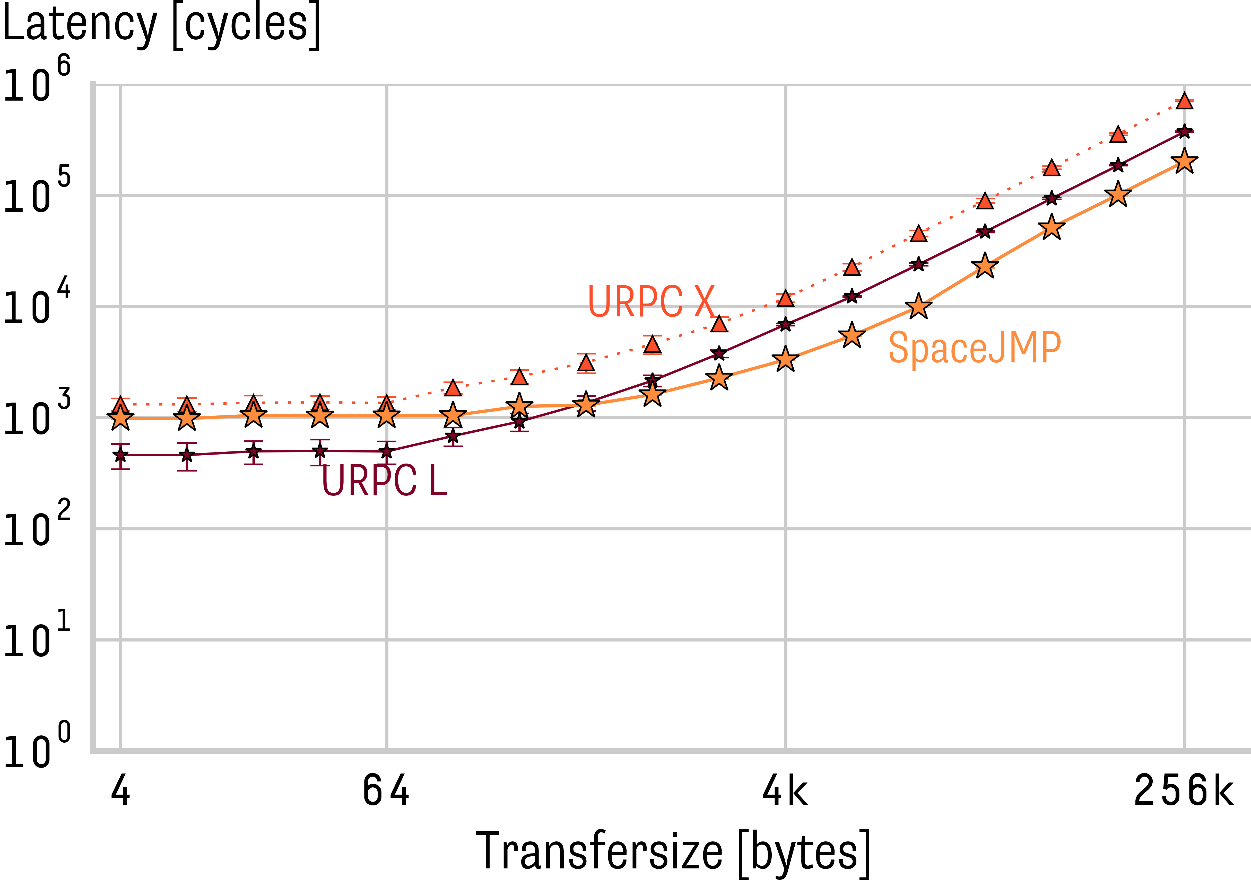 Latency [cycles]
10^6
10^5
10^4
10^3
10^2
10^1
10^0
URPC X
SpaceJMP
URPC L
4 64 4k 256k
Transfersize [bytes]